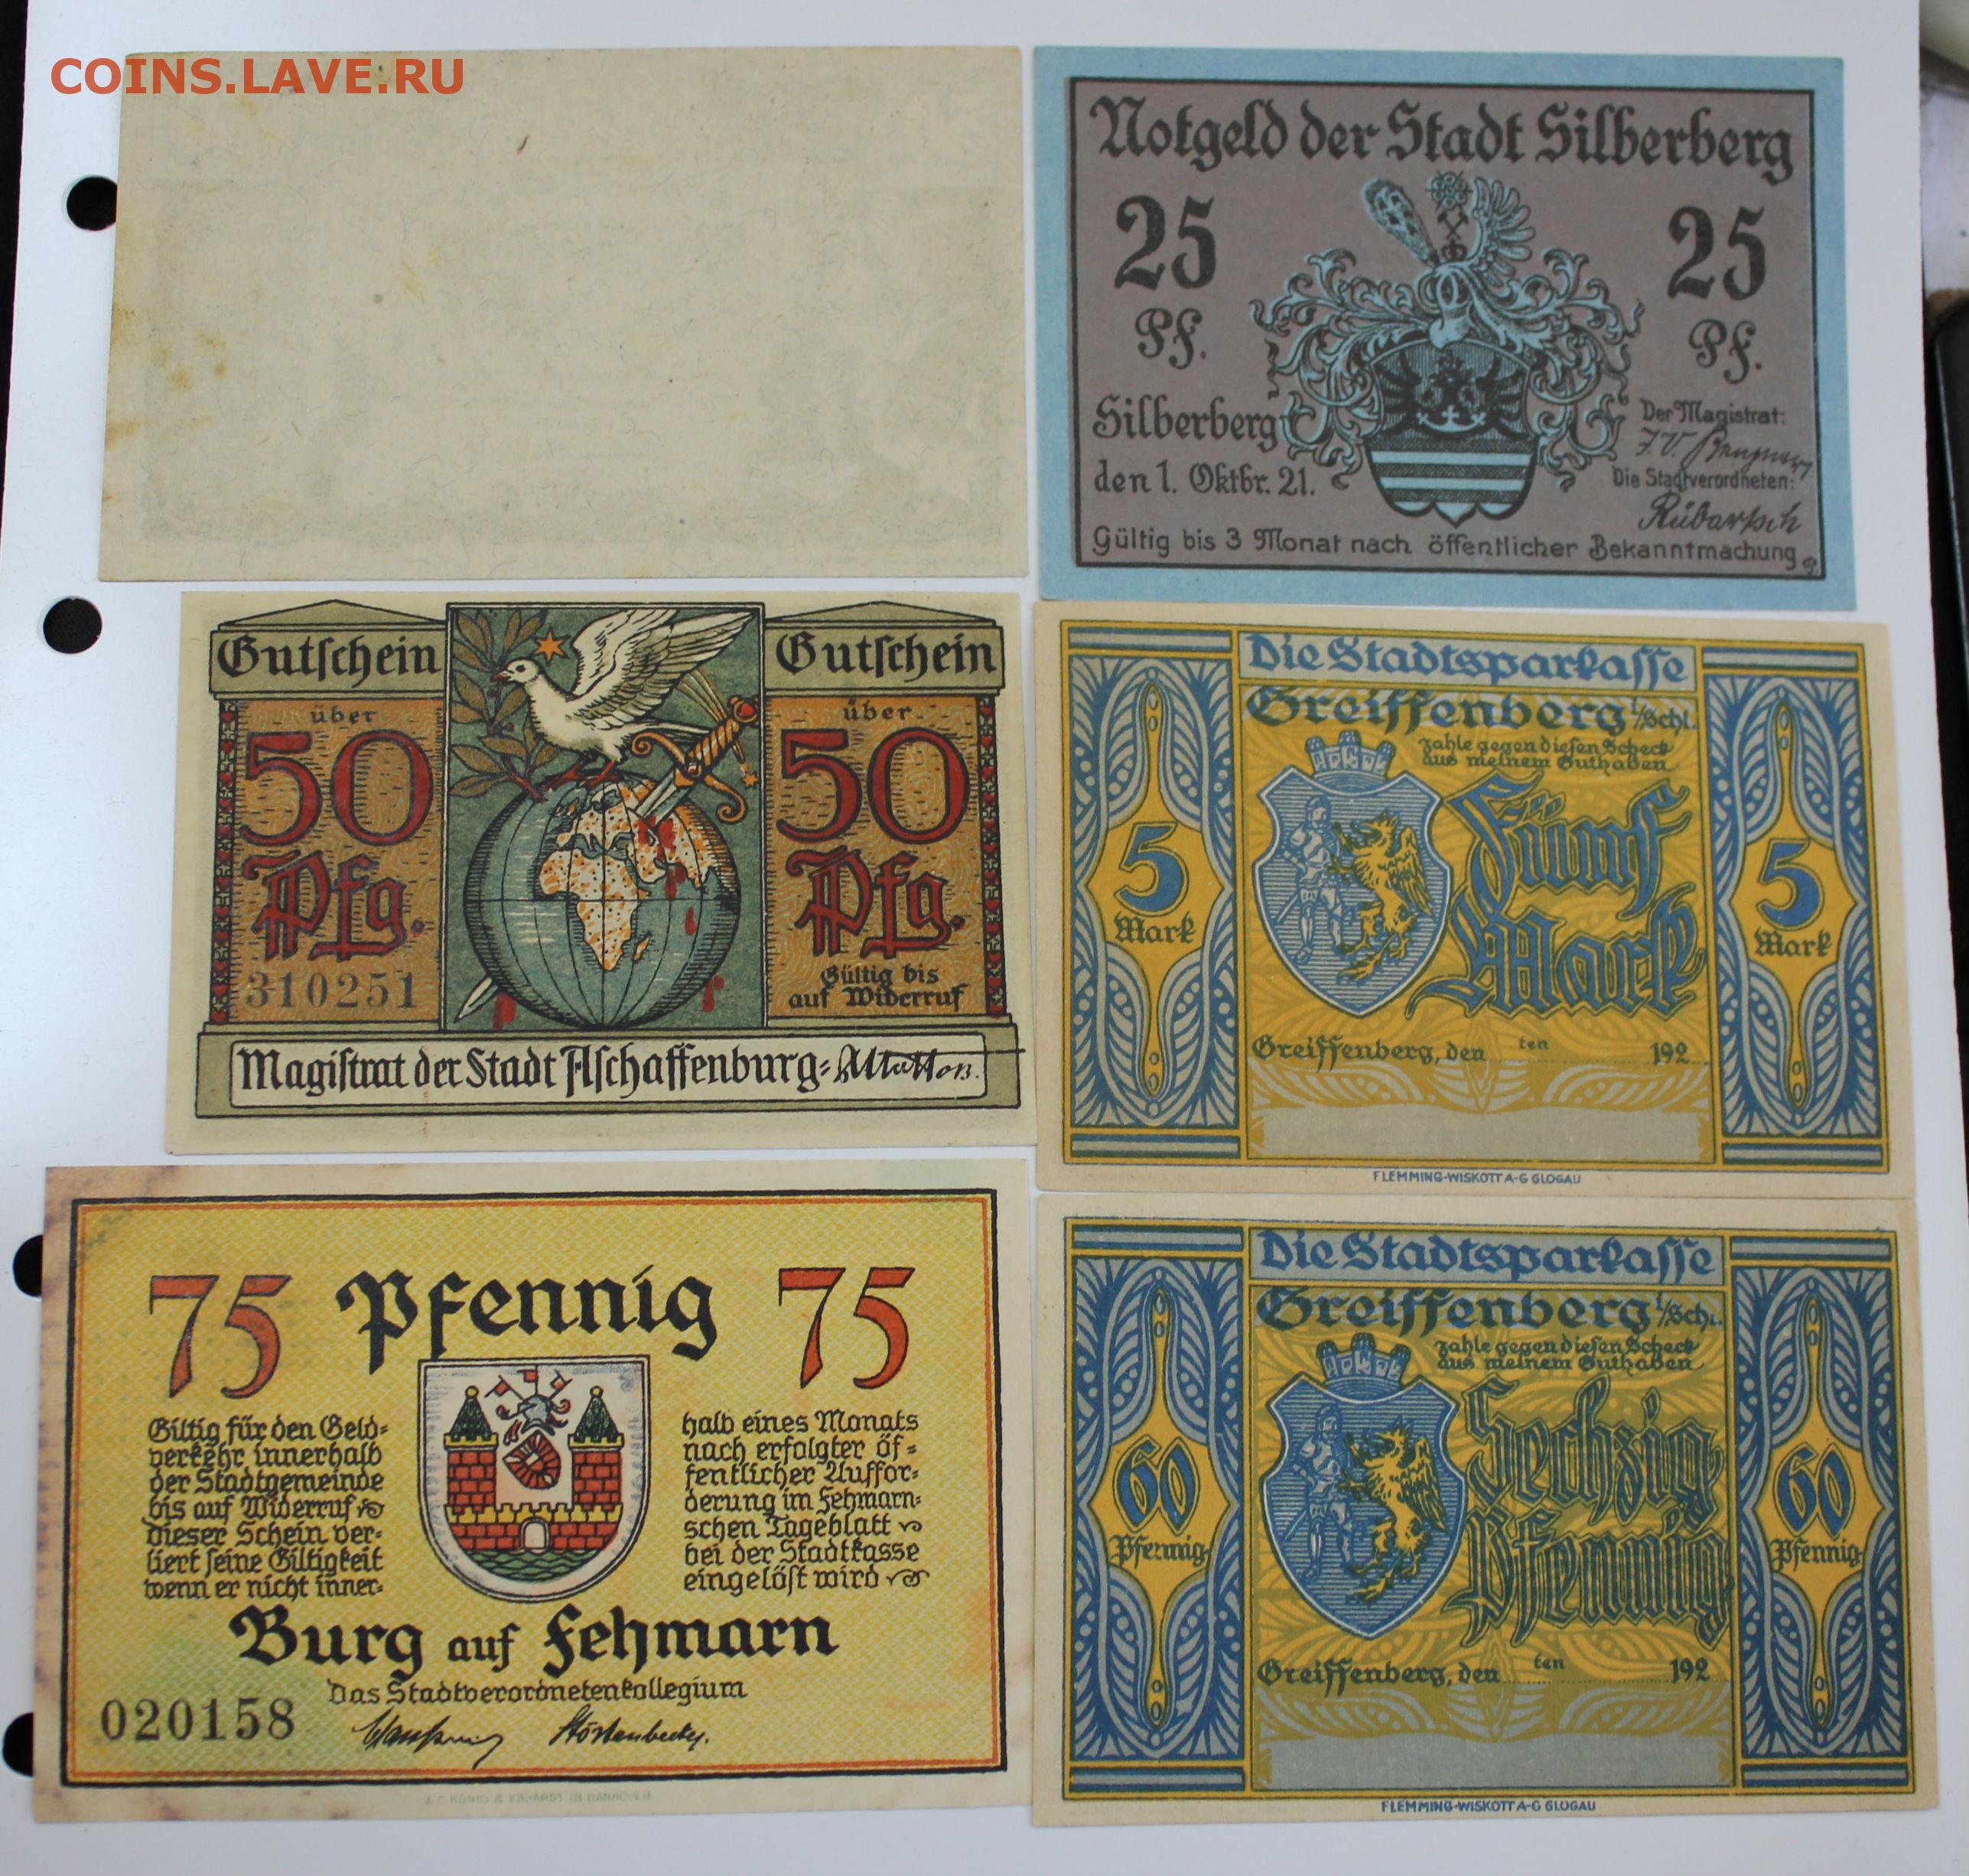 COINS.LAVE.RU
Notgeld der Stadt Silberberg
25 25
Pf. Pf.
Silberberg
den 1. Oktbr. 21.
Der Magistrat:
Die Stadtverordneten:
Rübartsch
Gültig bis 3 Monat nach öffentlicher Bekanntmachung
Gutschein Gutschein
über über
50 50
Pfg. Pfg.
310251
Gültig bis
auf Widerruf
Magistrat der Stadt Aschaffenburg:
Die Stadtsparkasse
Greiffenberg i/Schl.
zahle gegen diesen Scheck
aus meinem Guthaben
Fünf
Mark
5
Mark
5
Mark
Greiffenberg, den ten 192
FLEMMING-WISKOTT A-G GLOGAU
75 Pfennig 75
Giltig für den Geld-
verkehr innerhalb
der Stadtgemeinde
bis auf Widerruf
Dieser Schein ver-
liert seine Giltigkeit
wenn er nicht inner-
halb eines Monats
nach erfolgter öf-
fentlicher Auffor-
derung im Fehmarn-
schen Tageblatt
bei der Stadtkasse
eingelöst wird
Burg auf Fehmarn
Das Stadtverordnetenkollegium
020158
J.C. KÖNIG & EBHARDT IN HANNOVER
Die Stadtsparkasse
Greiffenberg i/Schl.
zahle gegen diesen Scheck
aus meinem Guthaben
Sechzig
Pfennig
60
Pfennig
60
Pfennig
Greiffenberg, den ten 192
FLEMMING-WISKOTT A-G GLOGAU